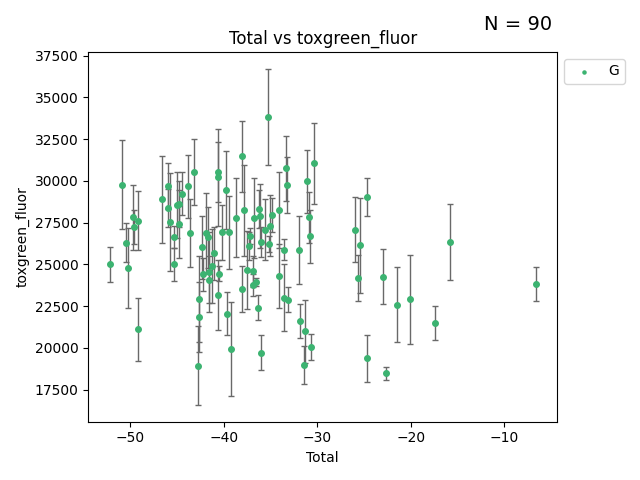 N = 90
Total vs toxgreen_fluor
G
toxgreen_fluor
37500
35000
32500
30000
27500
25000
22500
20000
17500
−50 −40 −30 −20 −10
Total